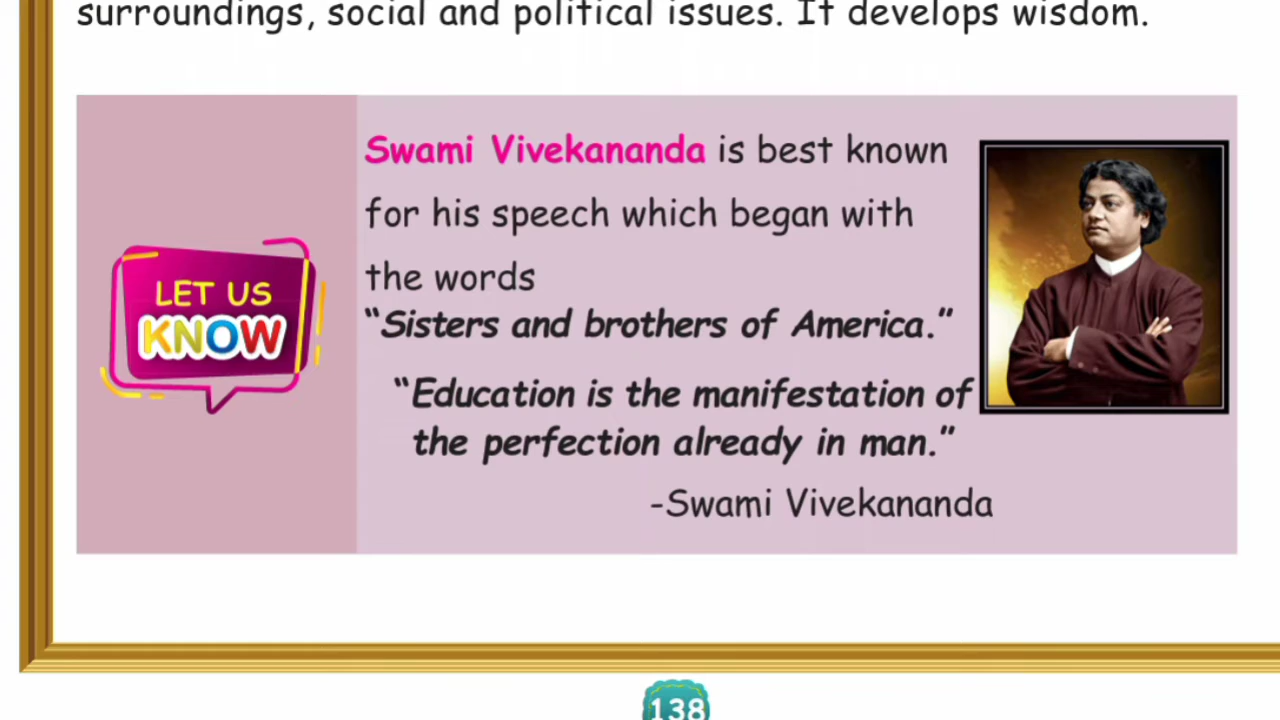 surroundings, social and political issues. It develops wisdom.
LET US
KNOW
Swami Vivekananda is best known
for his speech which began with
the words
“Sisters and brothers of America.”
“Education is the manifestation of
the perfection already in man.”
-Swami Vivekananda
138